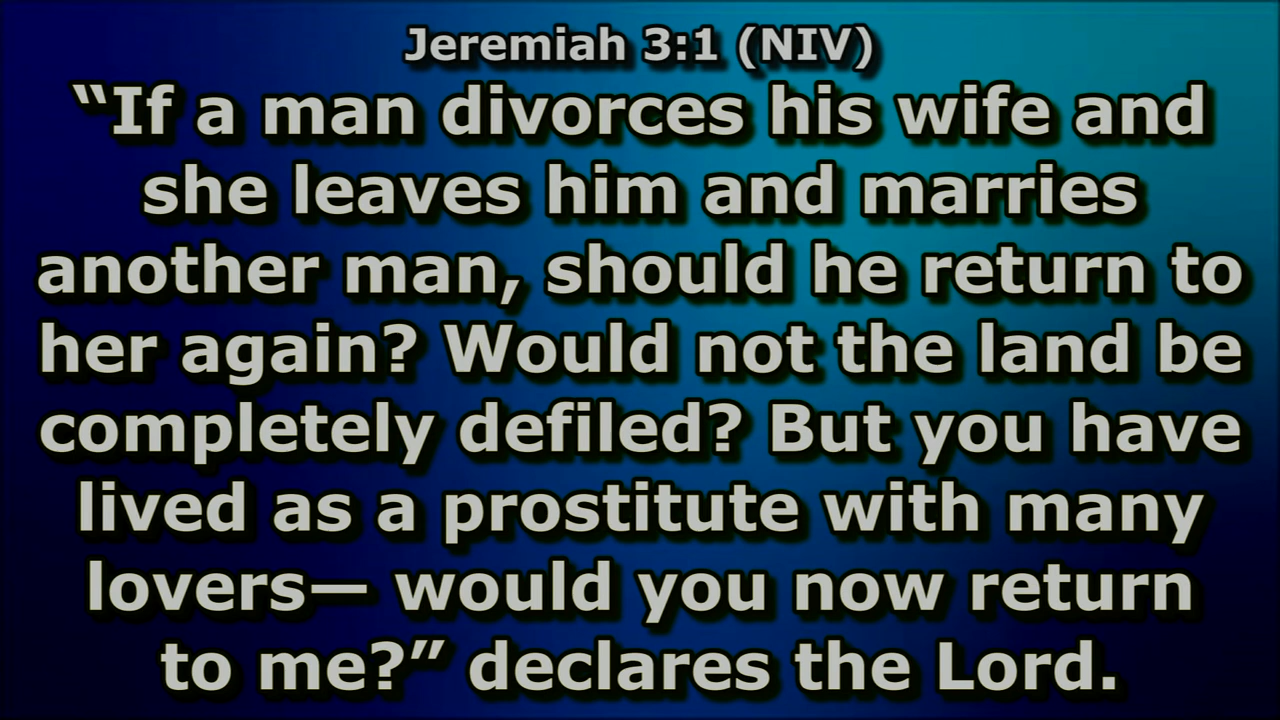 Jeremiah 3:1 (NIV)
“If a man divorces his wife and
she leaves him and marries
another man, should he return to
her again? Would not the land be
completely defiled? But you have
lived as a prostitute with many
lovers— would you now return
to me?” declares the Lord.